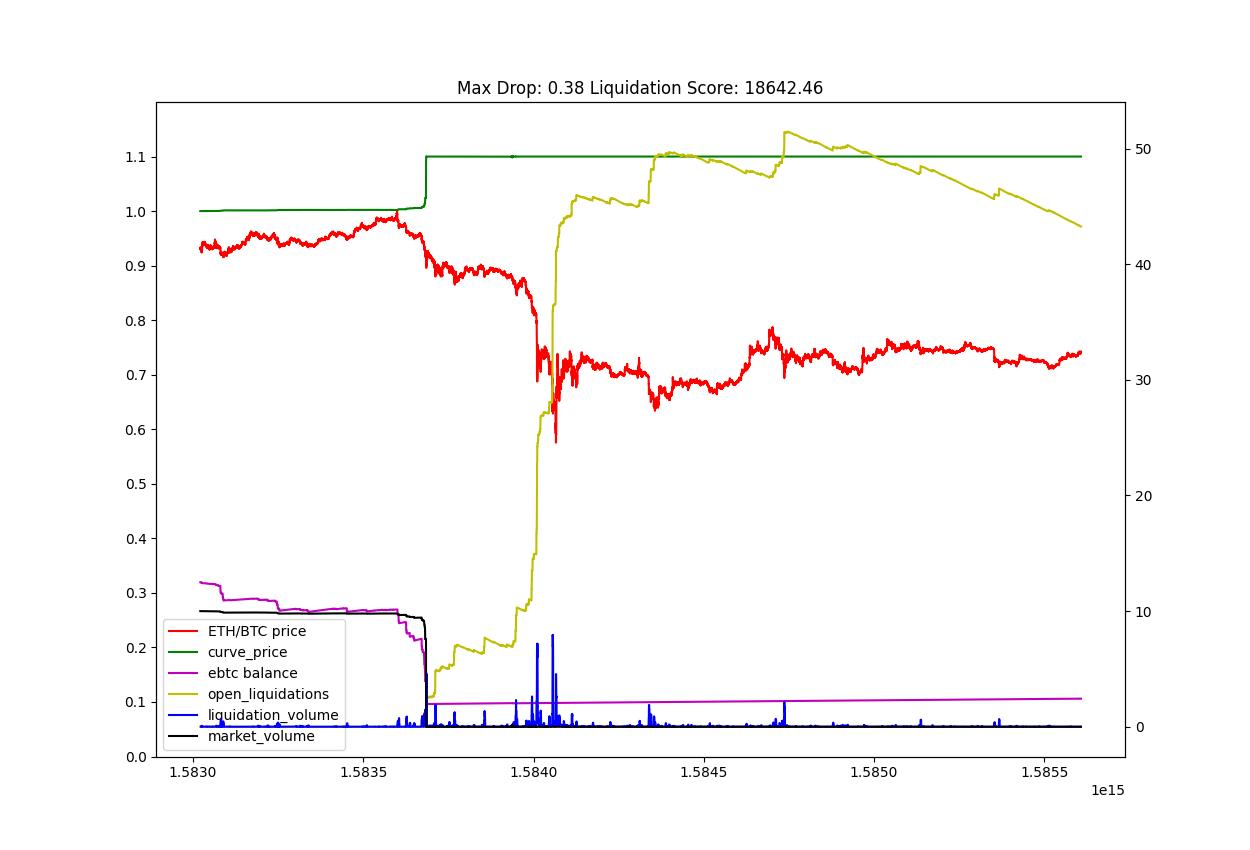 Max Drop: 0.38 Liquidation Score: 18642.46
1.1
1.0
0.9
0.8
0.7
0.6
0.5
0.4
0.3
0.2
0.1
0.0
50
40
30
20
10
0
ETH/BTC price
curve_price
ebtc balance
open_liquidations
liquidation_volume
market_volume
1.5830 1.5835 1.5840 1.5845 1.5850 1.5855
1e15